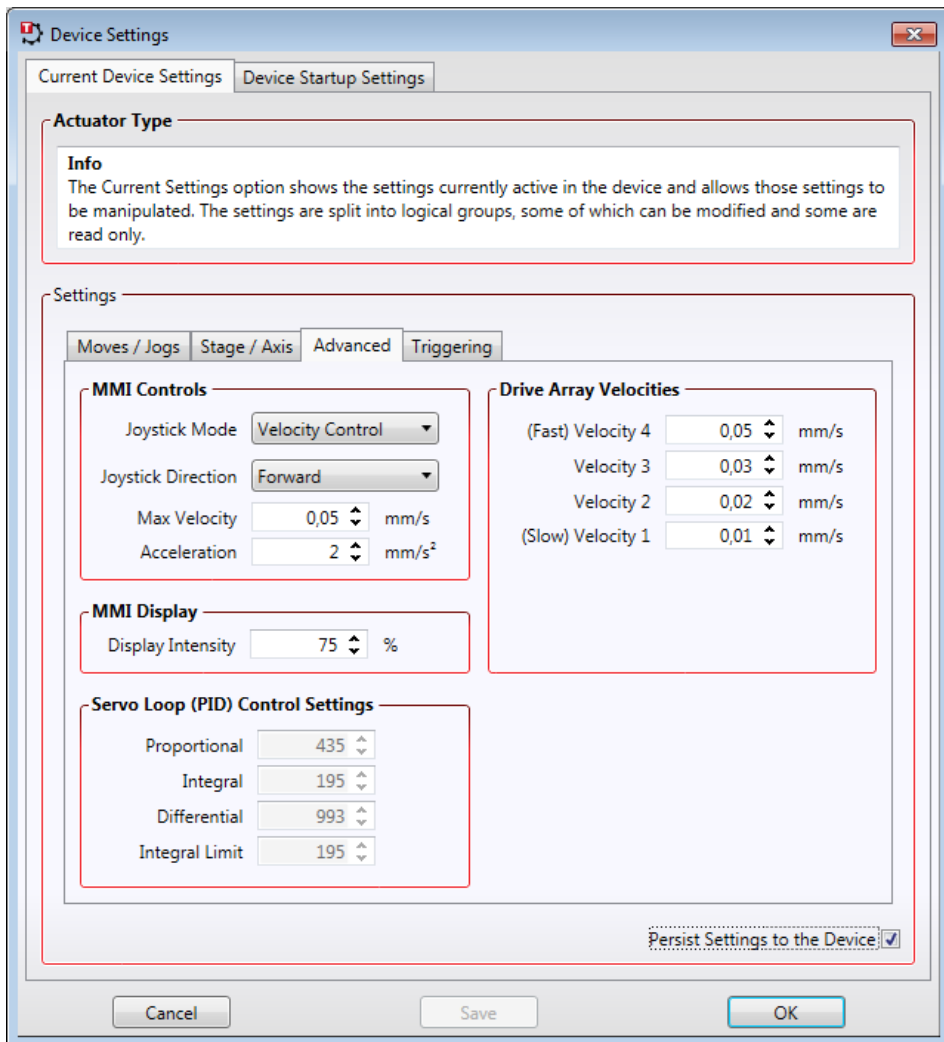 Device Settings
Current Device Settings
Device Startup Settings
Actuator Type
Info
The Current Settings option shows the settings currently active in the device and allows those settings to
be manipulated. The settings are split into logical groups, some of which can be modified and some are
read only.
Settings
Moves / Jogs
Stage / Axis
Advanced
Triggering
MMI Controls
Joystick Mode Velocity Control
Joystick Direction Forward
Max Velocity 0,05 mm/s
Acceleration 2 mm/s²
MMI Display
Display Intensity 75 %
Servo Loop (PID) Control Settings
Proportional 435
Integral 195
Differential 993
Integral Limit 195
Drive Array Velocities
(Fast) Velocity 4 0,05 mm/s
Velocity 3 0,03 mm/s
Velocity 2 0,02 mm/s
(Slow) Velocity 1 0,01 mm/s
Persist Settings to the Device
Cancel
Save
OK